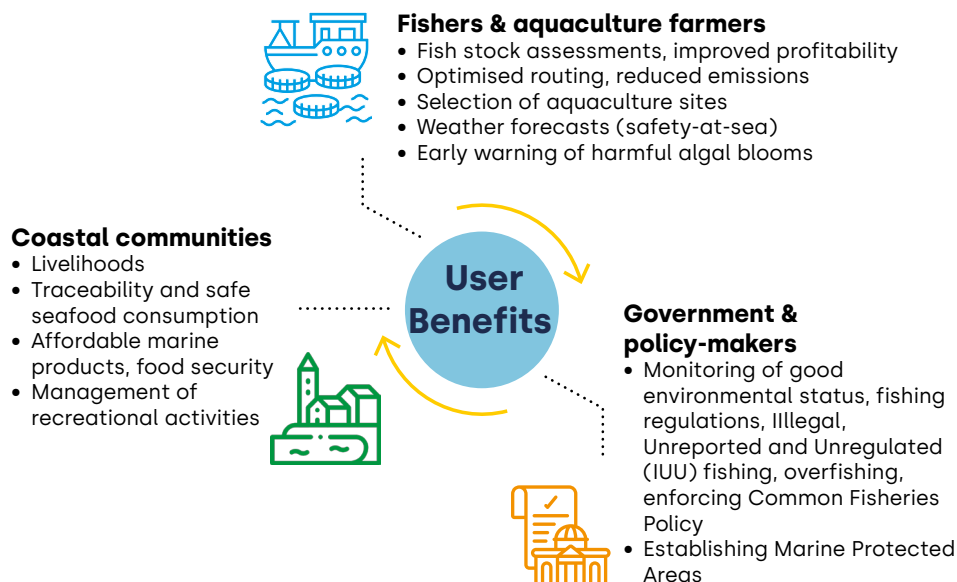 Fishers & aquaculture farmers
• Fish stock assessments, improved profitability
• Optimised routing, reduced emissions
• Selection of aquaculture sites
• Weather forecasts (safety-at-sea)
• Early warning of harmful algal blooms
Coastal communities
• Livelihoods
• Traceability and safe
seafood consumption
• Affordable marine
products, food security
• Management of
recreational activities
User
Benefits
Government &
policy-makers
• Monitoring of good
environmental status, fishing
regulations, IIllegal,
Unreported and Unregulated
(IUU) fishing, overfishing,
enforcing Common Fisheries
Policy
• Establishing Marine Protected
Areas